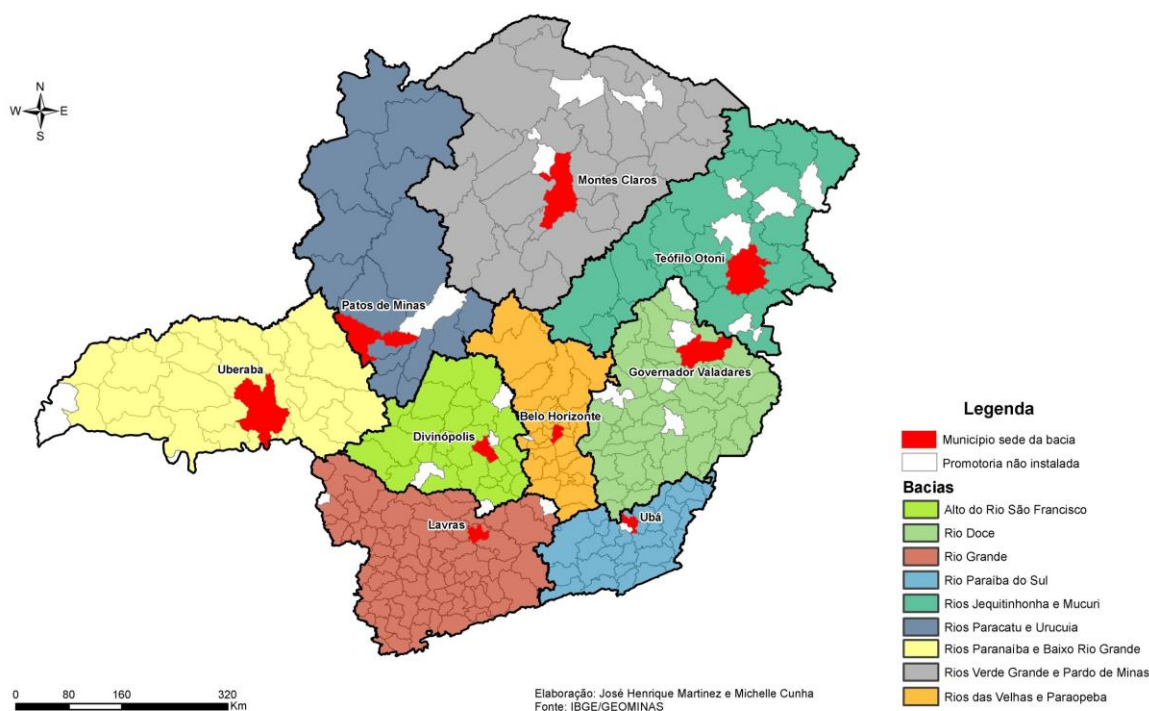 N
W E
S
Montes Claros
Teófilo Otoni
Patos de Minas
Uberaba
Governador Valadares
Belo Horizonte
Divinópolis
Lavras
Ubá
Legenda
Município sede da bacia
Promotoria não instalada
Bacias
Alto do Rio São Francisco
Rio Doce
Rio Grande
Rio Paraiba do Sul
Rios Jequitinhonha e Mucuri
Rios Paracatu e Urucuia
Rios Paranaíba e Baixo Rio Grande
Rios Verde Grande e Pardo de Minas
Rios das Velhas e Paraopeba
0 80 160 320
Km
Elaboração: José Henrique Martinez e Michelle Cunha
Fonte: IBGE/GEOMINAS